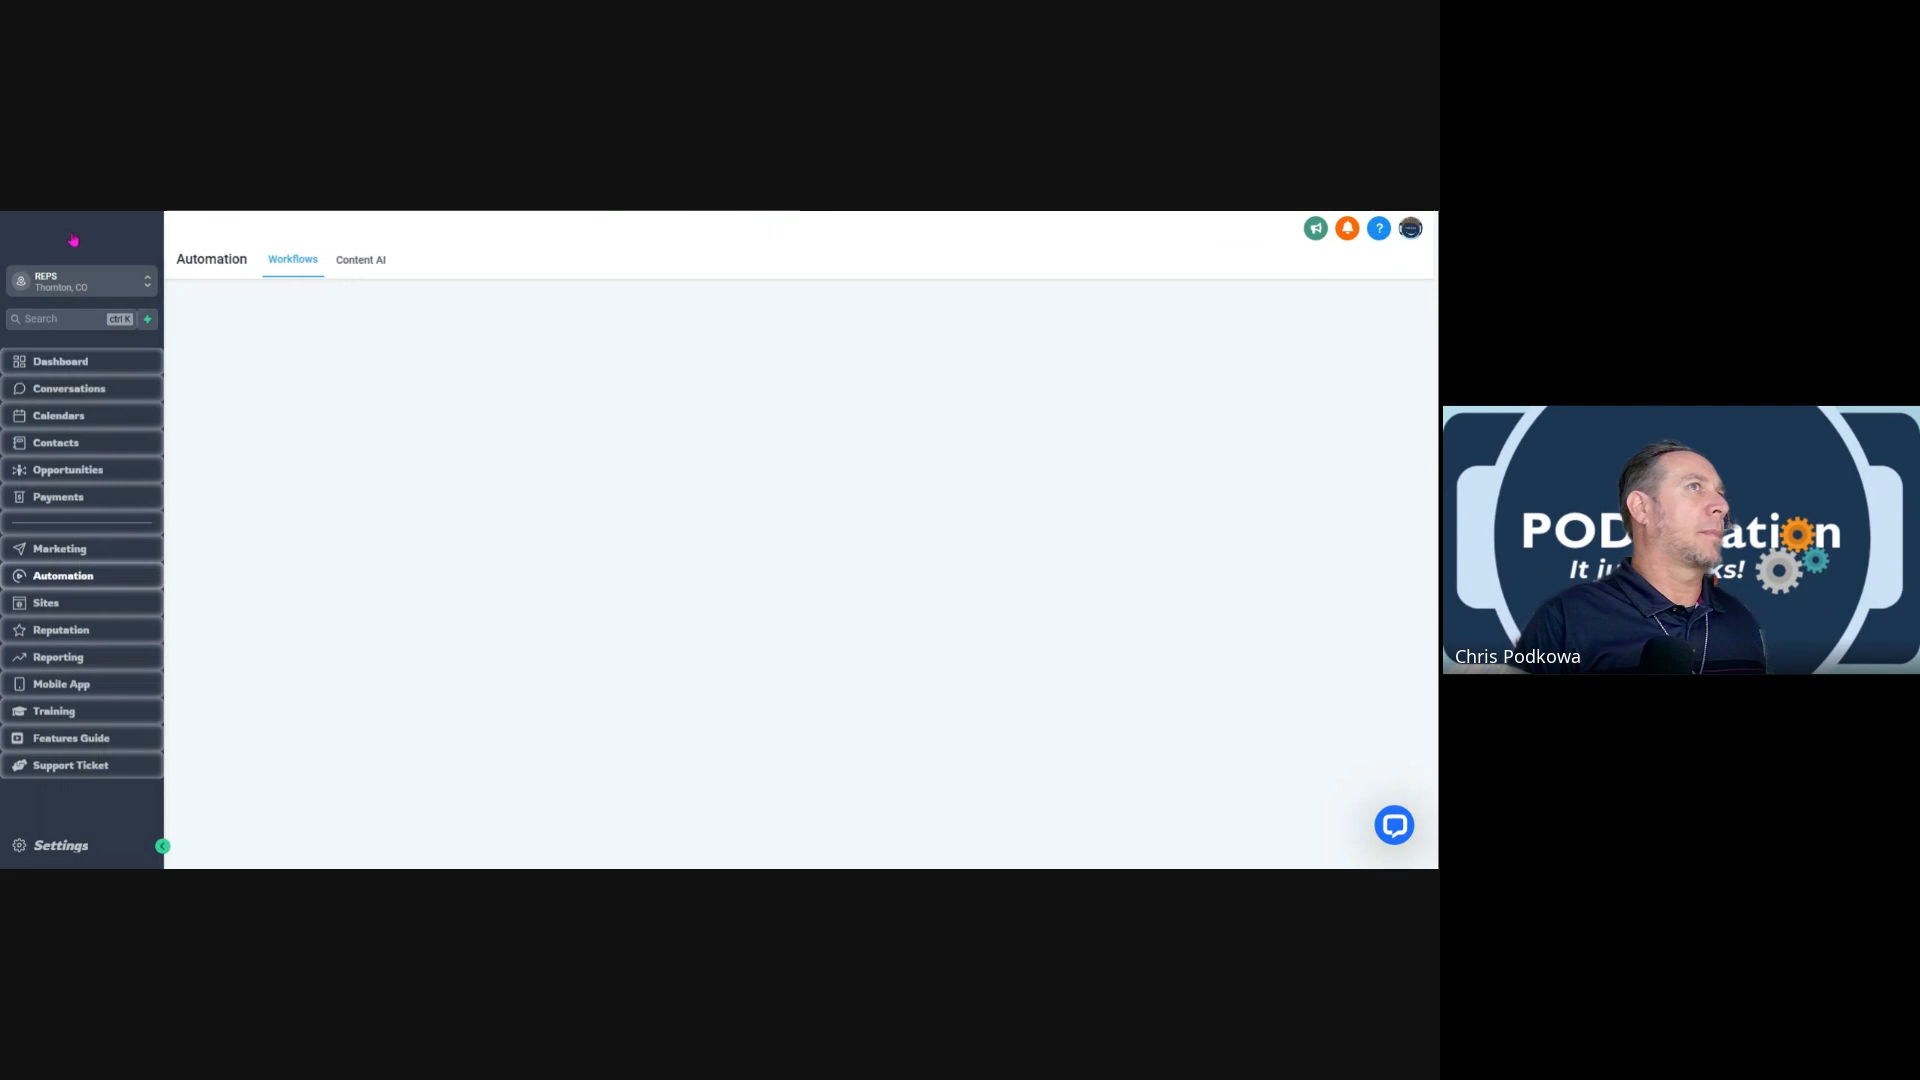 REPS
Thornton, CO
Search
ctrl K
Dashboard
Conversations
Calendars
Contacts
Opportunities
Payments
Marketing
Automation
Sites
Reputation
Reporting
Mobile App
Training
Features Guide
Support Ticket
Settings
Automation
Workflows
Content AI
?
POD ation
It ju ks!
Chris Podkowa